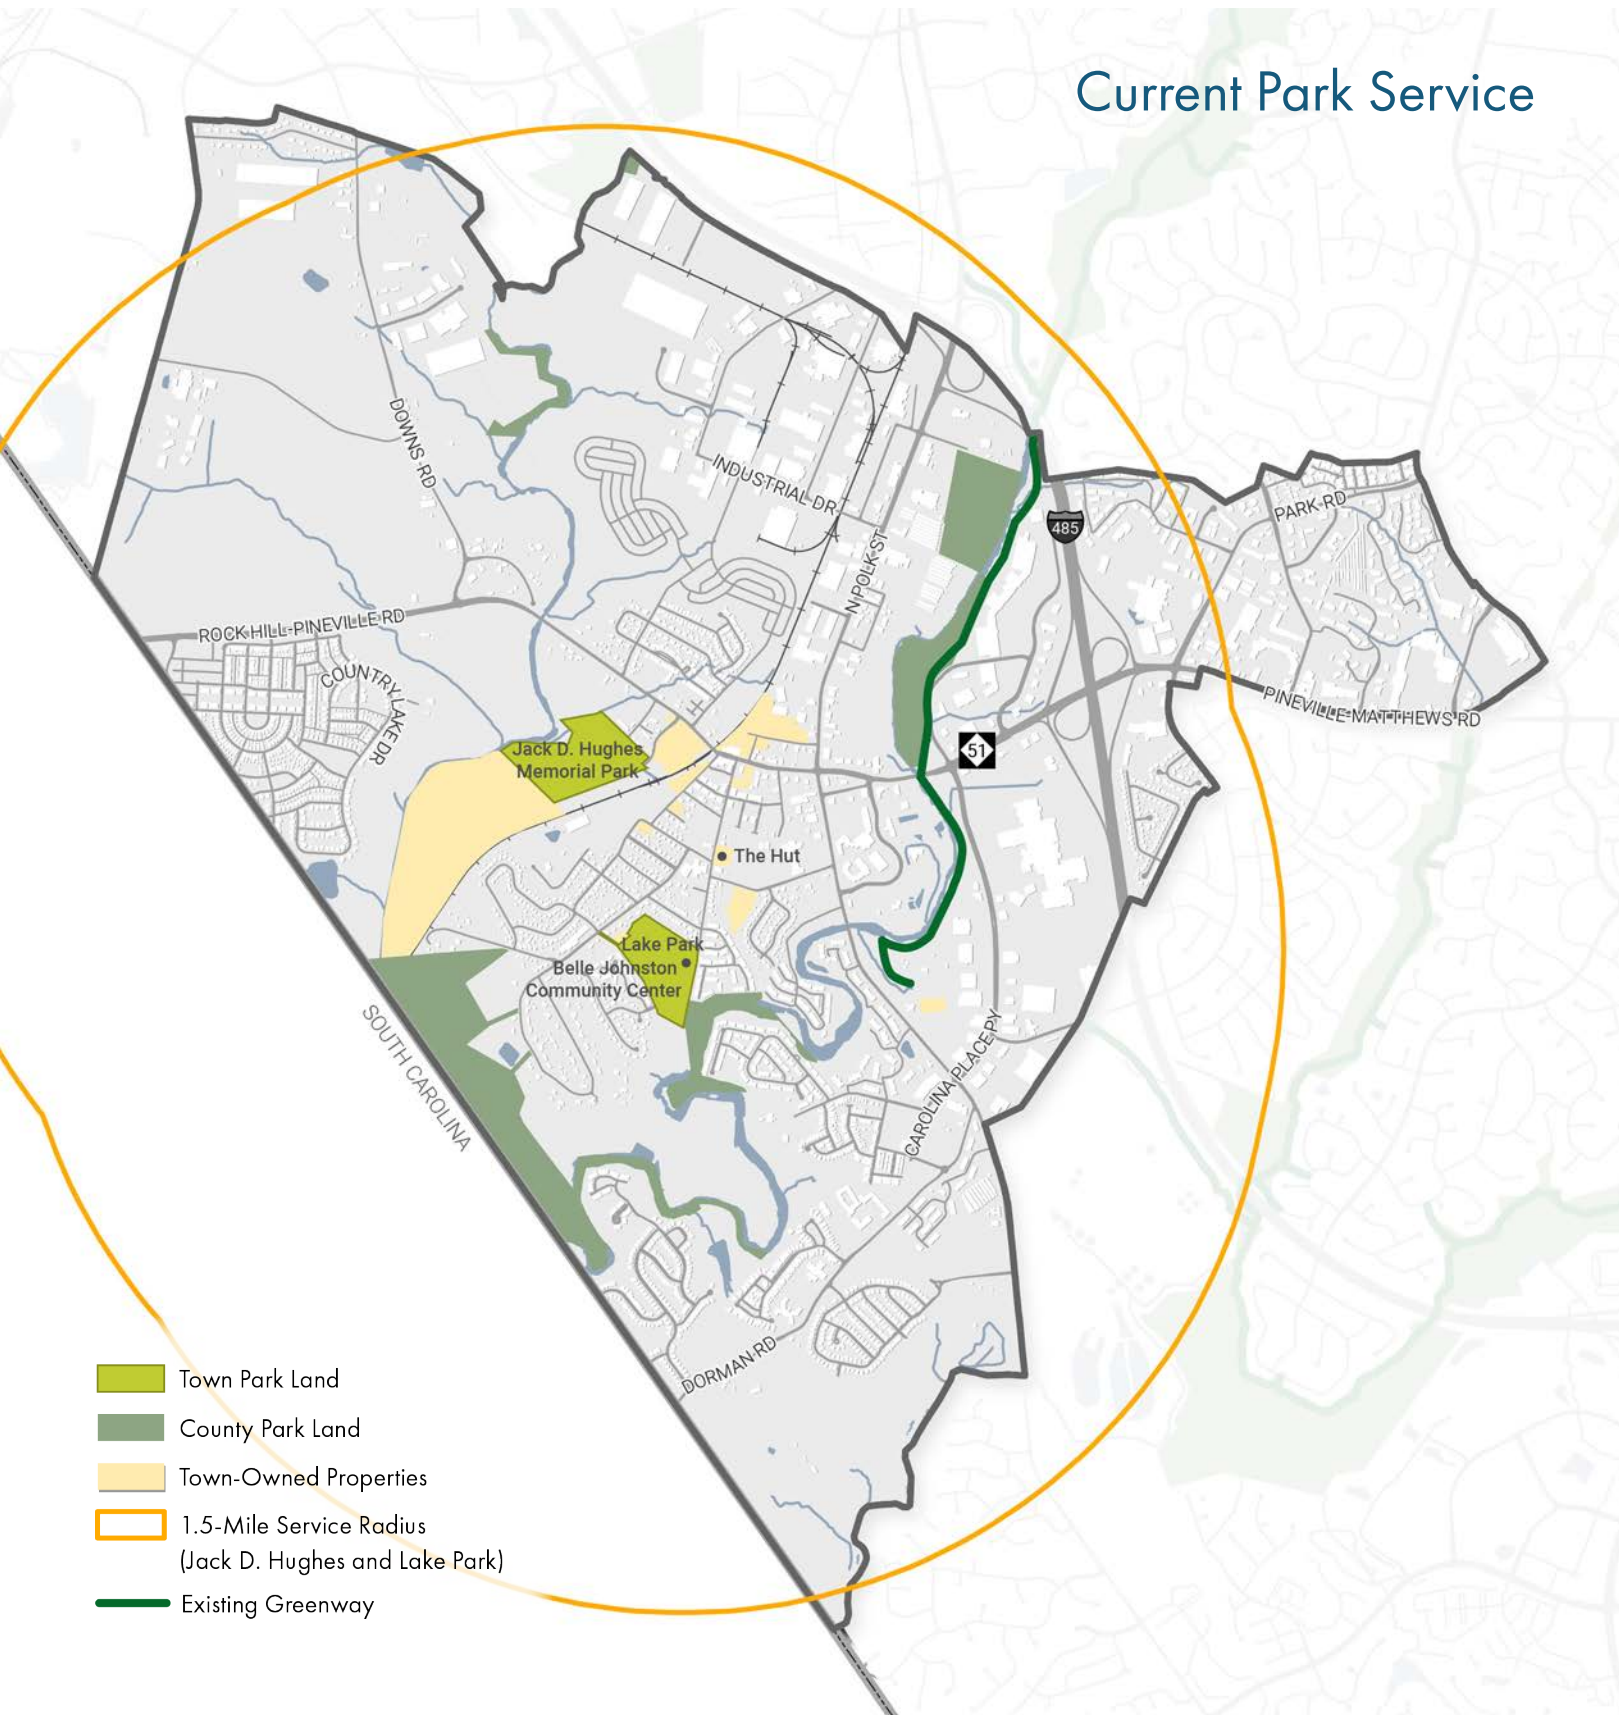 Current Park Service
DOWNS RD
INDUSTRIAL DR
N POLK ST
485
PARK RD
ROCK HILL-PINEVILLE RD
COUNTRY LAKE DR
PINEVILLE-MATTHEWS RD
51
Jack D. Hughes
Memorial Park
The Hut
Lake Park
Belle Johnston
Community Center
SOUTH CAROLINA
CAROLINA PLACE PY
DORMAN RD
Town Park Land
County Park Land
Town-Owned Properties
1.5-Mile Service Radius
(Jack D. Hughes and Lake Park)
Existing Greenway